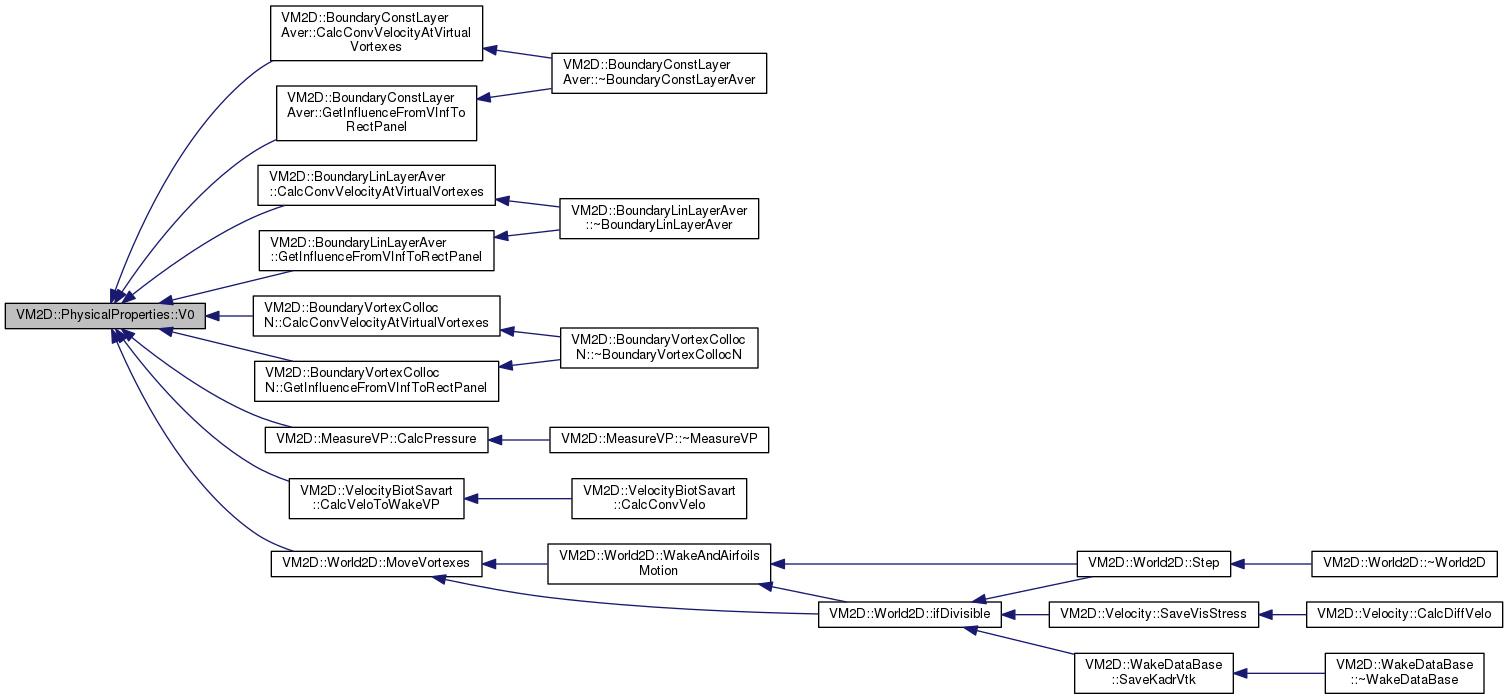 VM2D::BoundaryConstLayer
Aver::CalcConvVelocityAtVirtual
Vortexes
VM2D::BoundaryConstLayer
Aver::~BoundaryConstLayerAver
VM2D::BoundaryConstLayer
Aver::GetInfluenceFromVInfTo
RectPanel
VM2D::BoundaryLinLayerAver
::CalcConvVelocityAtVirtualVortexes
VM2D::BoundaryLinLayerAver
::~BoundaryLinLayerAver
VM2D::BoundaryLinLayerAver
::GetInfluenceFromVInfToRectPanel
VM2D::PhysicalProperties::V0
VM2D::BoundaryVortexColloc
N::CalcConvVelocityAtVirtualVortexes
VM2D::BoundaryVortexColloc
N::~BoundaryVortexCollocN
VM2D::BoundaryVortexColloc
N::GetInfluenceFromVInfToRectPanel
VM2D::MeasureVP::CalcPressure
VM2D::MeasureVP::~MeasureVP
VM2D::VelocityBiotSavart
::CalcVeloToWakeVP
VM2D::VelocityBiotSavart
::CalcConvVelo
VM2D::World2D::MoveVortexes
VM2D::World2D::WakeAndAirfoils
Motion
VM2D::World2D::Step
VM2D::World2D::~World2D
VM2D::World2D::ifDivisible
VM2D::Velocity::SaveVisStress
VM2D::Velocity::CalcDiffVelo
VM2D::WakeDataBase
::SaveKadrVtk
VM2D::WakeDataBase
::~WakeDataBase